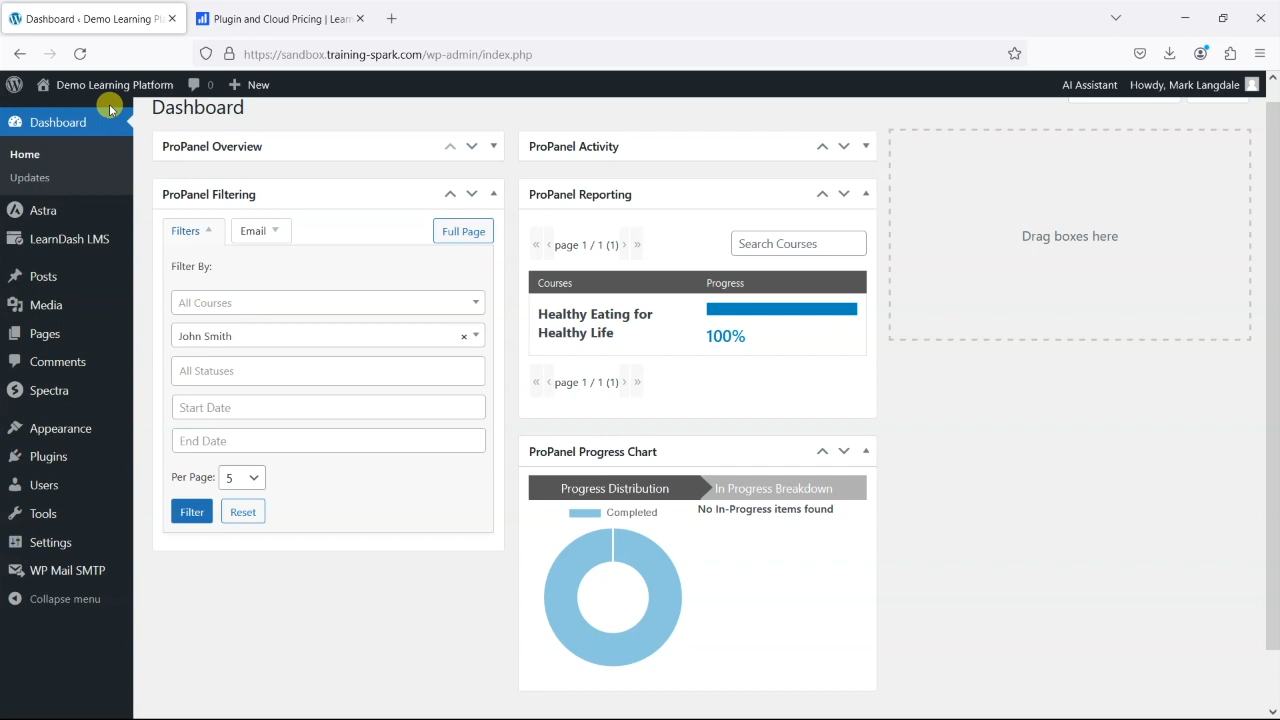 Dashboard ‹ Demo Learning Pl
Plugin and Cloud Pricing | Lear
https://sandbox.training-spark.com/wp-admin/index.php
Demo Learning Platform
0
New
AI Assistant
Howdy, Mark Langdale
Dashboard
Home
Updates
Astra
LearnDash LMS
Posts
Media
Pages
Comments
Spectra
Appearance
Plugins
Users
Tools
Settings
WP Mail SMTP
Collapse menu
Dashboard
ProPanel Overview
ProPanel Filtering
Filters
Email
Full Page
Filter By:
All Courses
John Smith
×
All Statuses
Start Date
End Date
Per Page:
5
Filter
Reset
ProPanel Activity
ProPanel Reporting
« ‹ page 1 / 1 (1) › »
Search Courses
Courses
Progress
Healthy Eating for
Healthy Life
100%
« ‹ page 1 / 1 (1) › »
ProPanel Progress Chart
Progress Distribution
In Progress Breakdown
Completed
No In-Progress items found
Drag boxes here